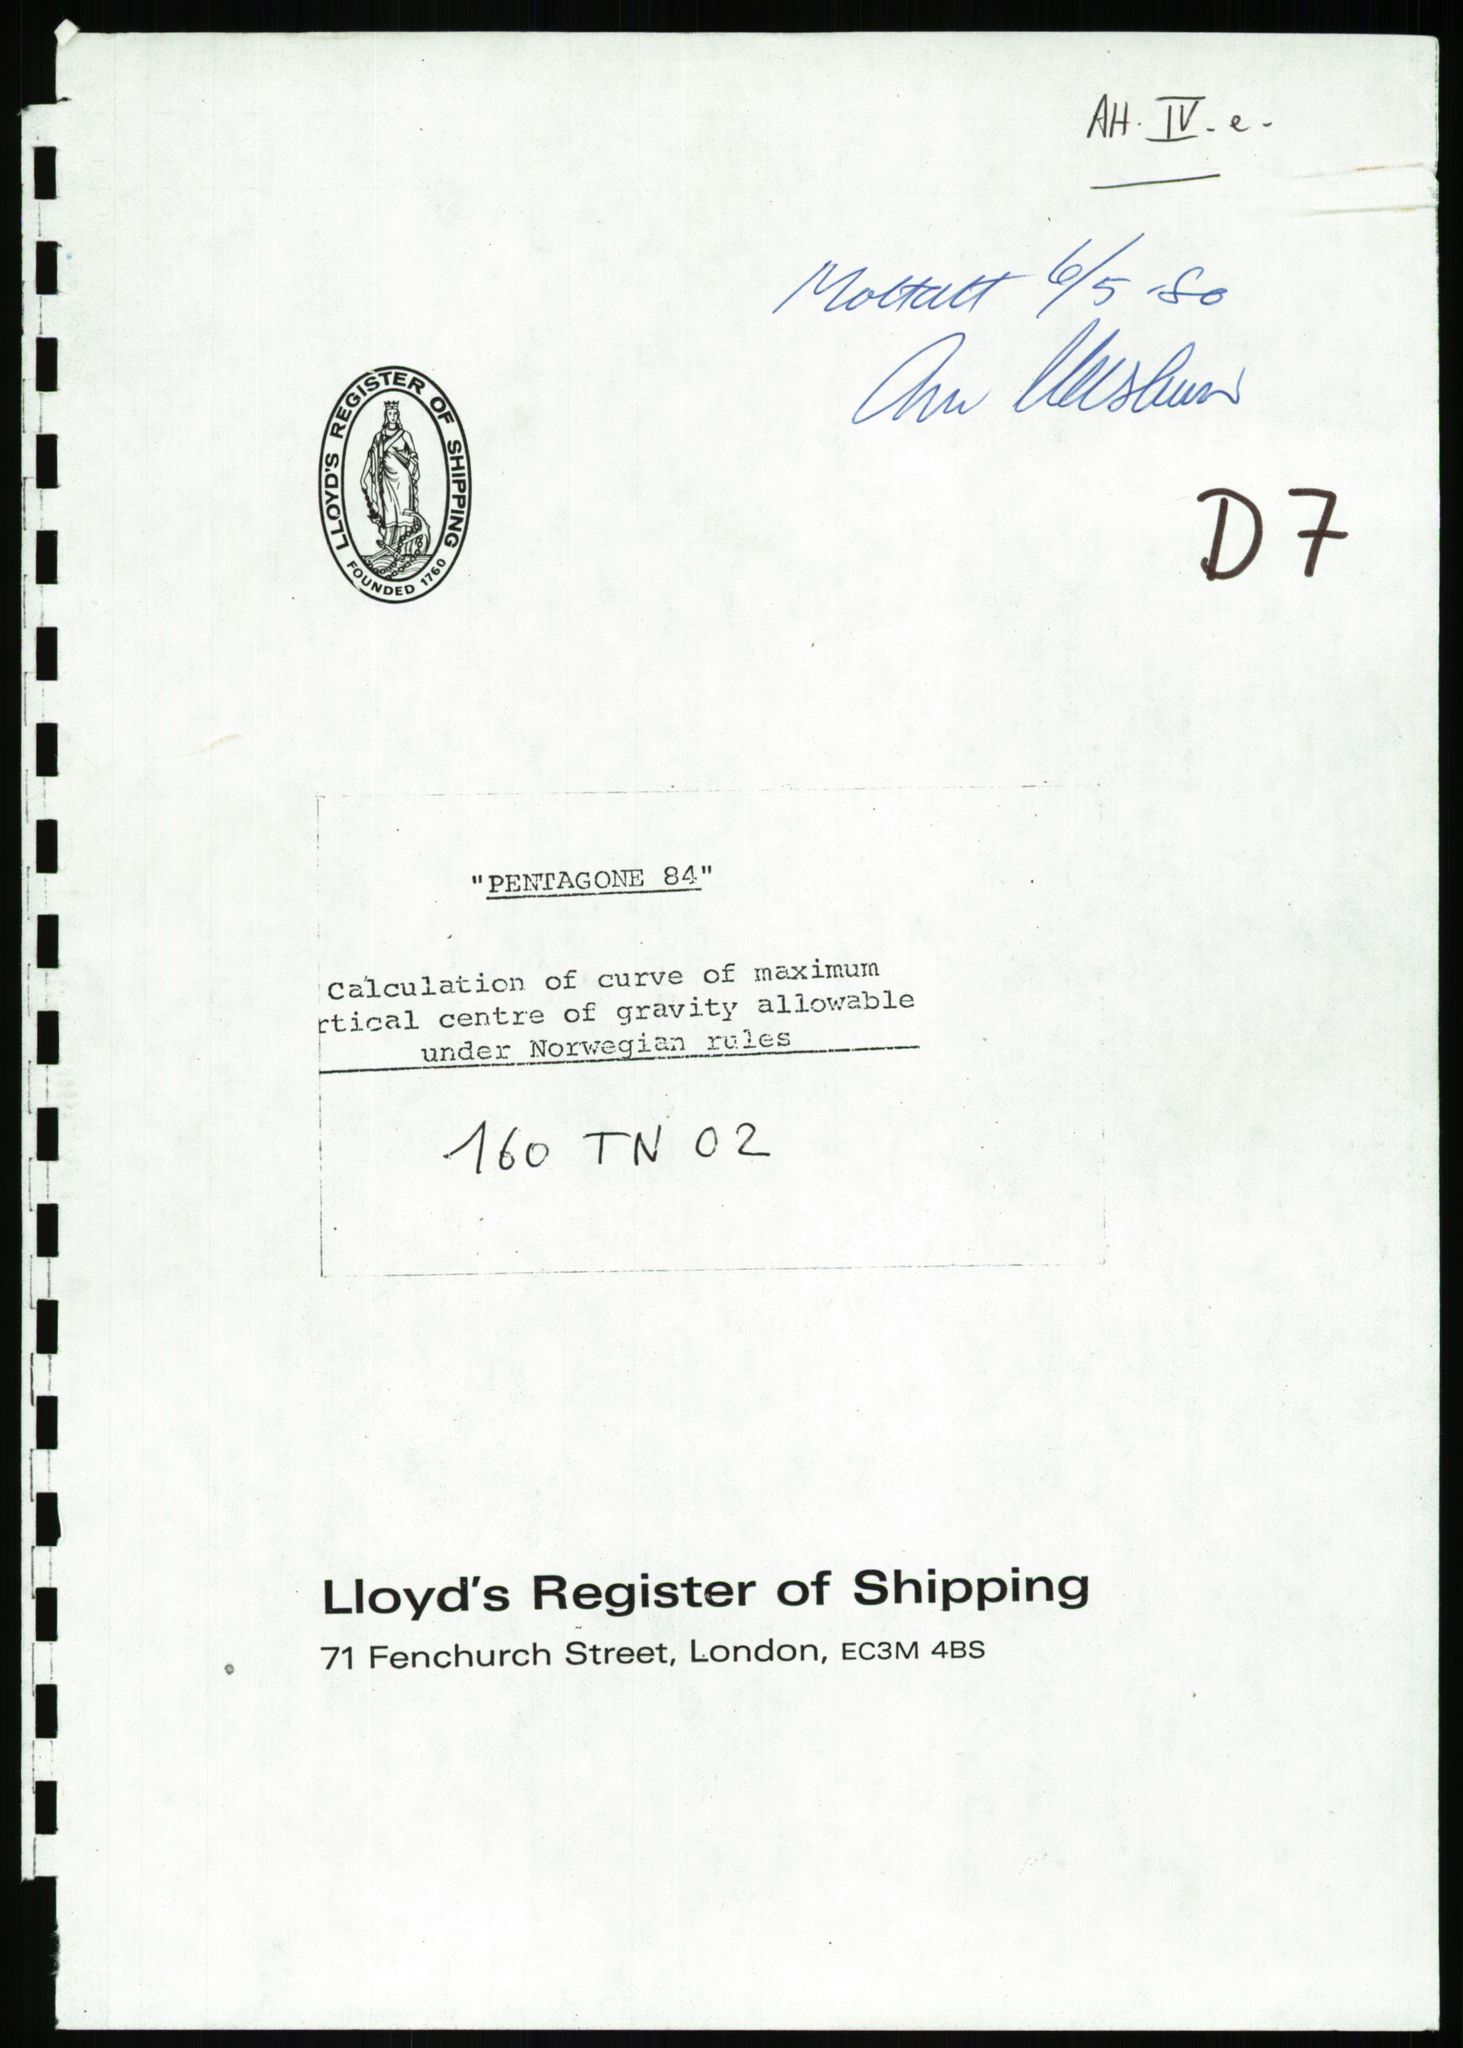 AH. IV. e.
Mottatt 6/5-80
LLOYD'S REGISTER OF SHIPPING
FOUNDED 1760
D7
"PENTAGONE 84"
Calculation of curve of maximum
rtical centre of gravity allowable
under Norwegian rules
160 TN 02
Lloyd's Register of Shipping
71 Fenchurch Street, London, EC3M 4BS